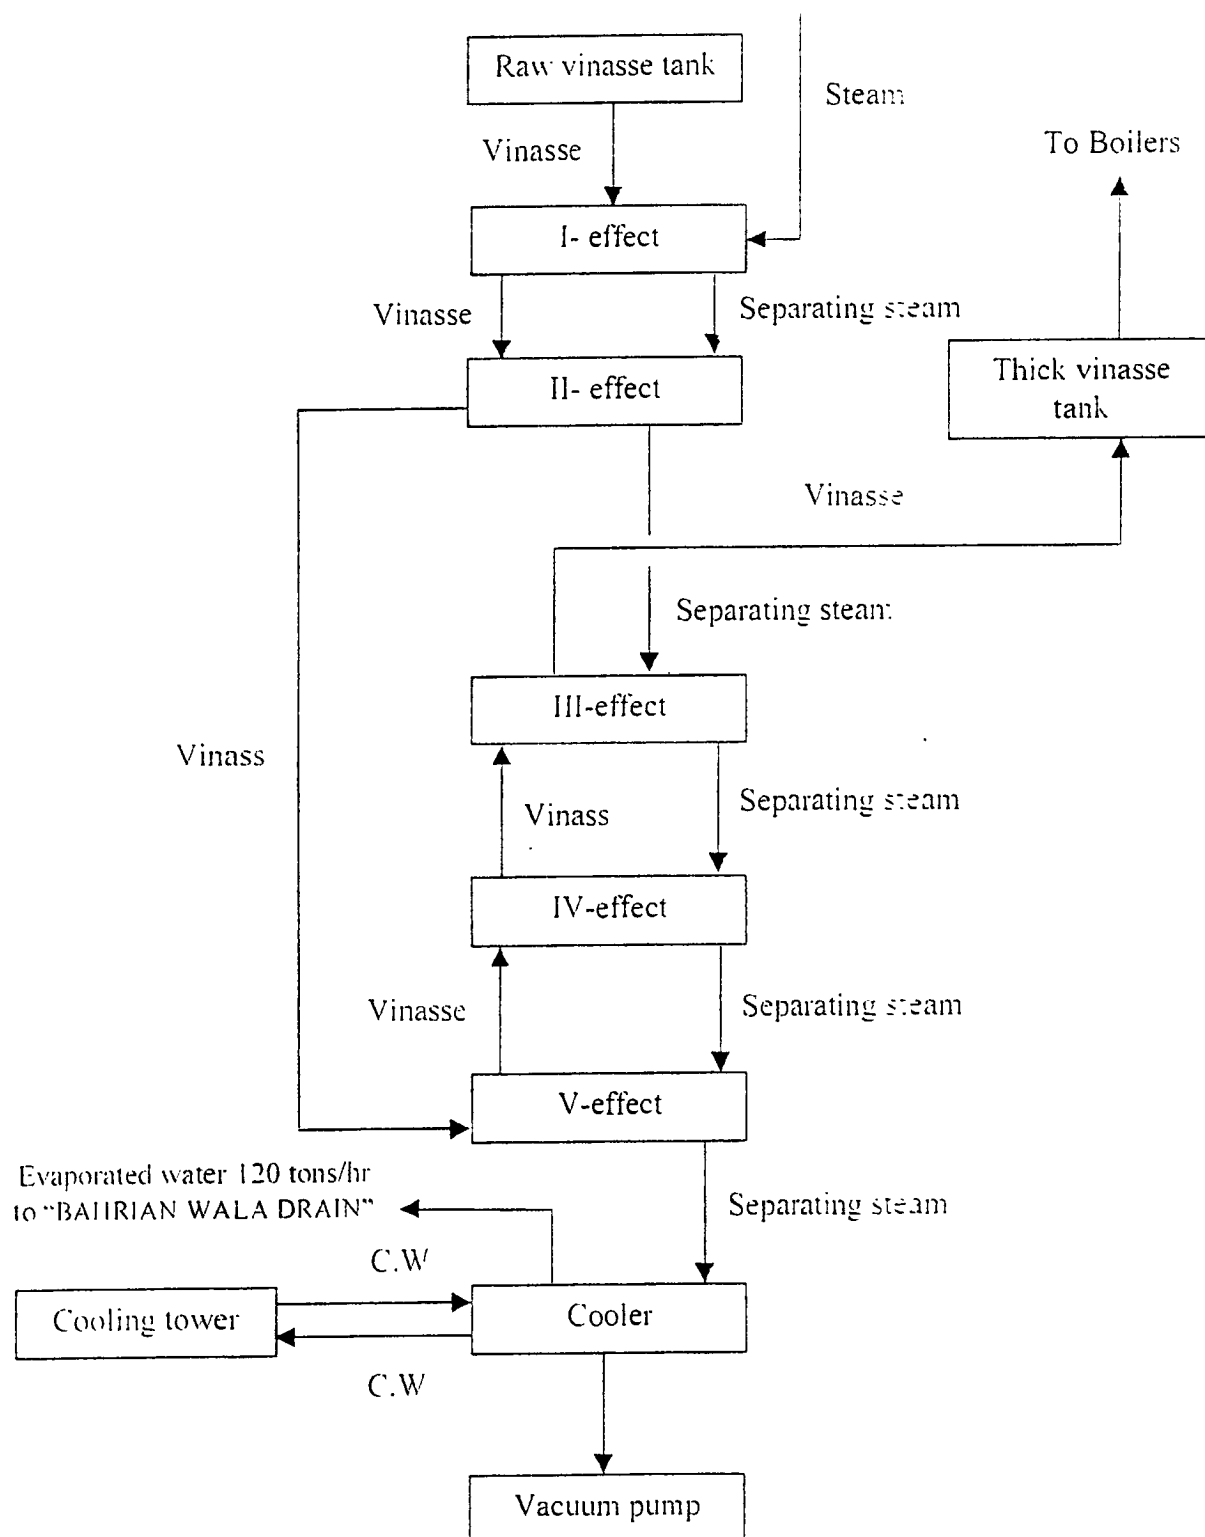 Raw vinasse tank
Steam
To Boilers
Vinasse
I- effect
Vinasse
Separating steam
II- effect
Thick vinasse
tank
Vinasse
Separating steam
III-effect
Vinass
Separating steam
Vinass
IV-effect
Vinasse
Separating steam
V-effect
Evaporated water 120 tons/hr
to “BAHRIAN WALA DRAIN”
Separating steam
C.W
Cooling tower
Cooler
C.W
Vacuum pump